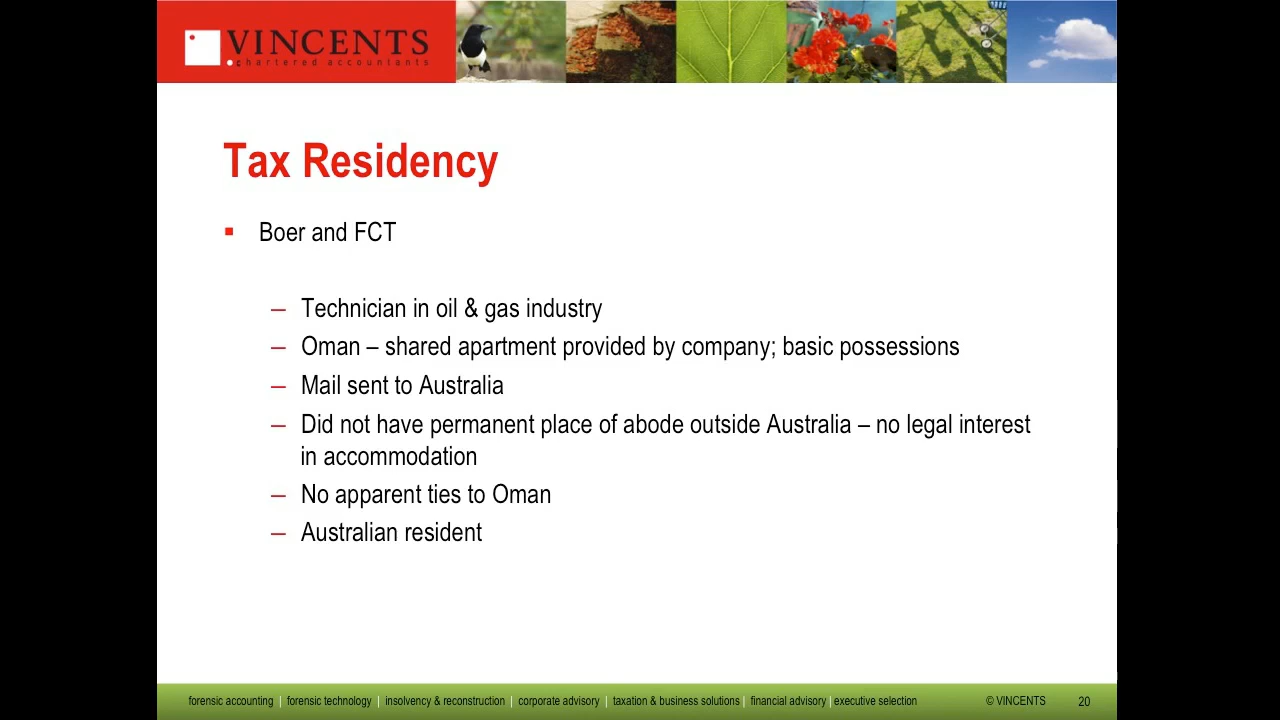 VINCENTS
chartered accountants
Tax Residency
▪ Boer and FCT
– Technician in oil & gas industry
– Oman – shared apartment provided by company; basic possessions
– Mail sent to Australia
– Did not have permanent place of abode outside Australia – no legal interest
in accommodation
– No apparent ties to Oman
– Australian resident
forensic accounting | forensic technology | insolvency & reconstruction | corporate advisory | taxation & business solutions | financial advisory | executive selection © VINCENTS 20